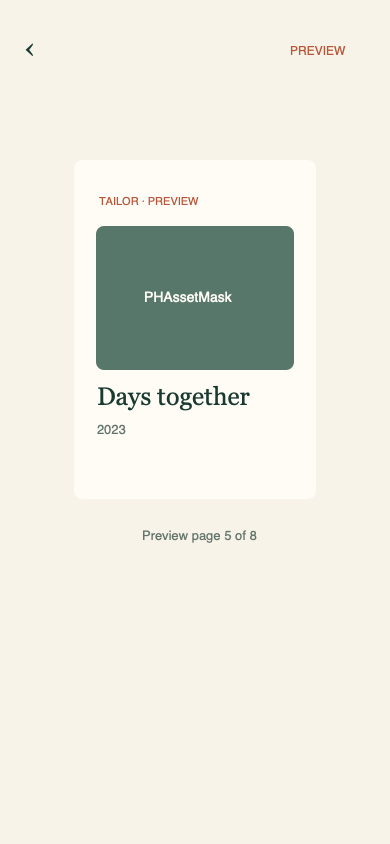 PREVIEW
TAILOR · PREVIEW
PHAssetMask
Days together
2023
Preview page 5 of 8